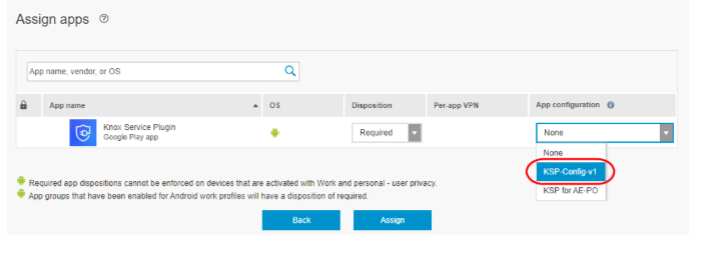 Assign apps
App name, vendor, or OS
App name OS Disposition Per-app VPN App configuration
Knox Service Plugin
Google Play app
Required
None
None
KSP-Config-v1
KSP for AE-PO
Required app dispositions cannot be enforced on devices that are activated with Work and personal - user privacy.
App groups that have been enabled for Android work profiles will have a disposition of required.
Back Assign